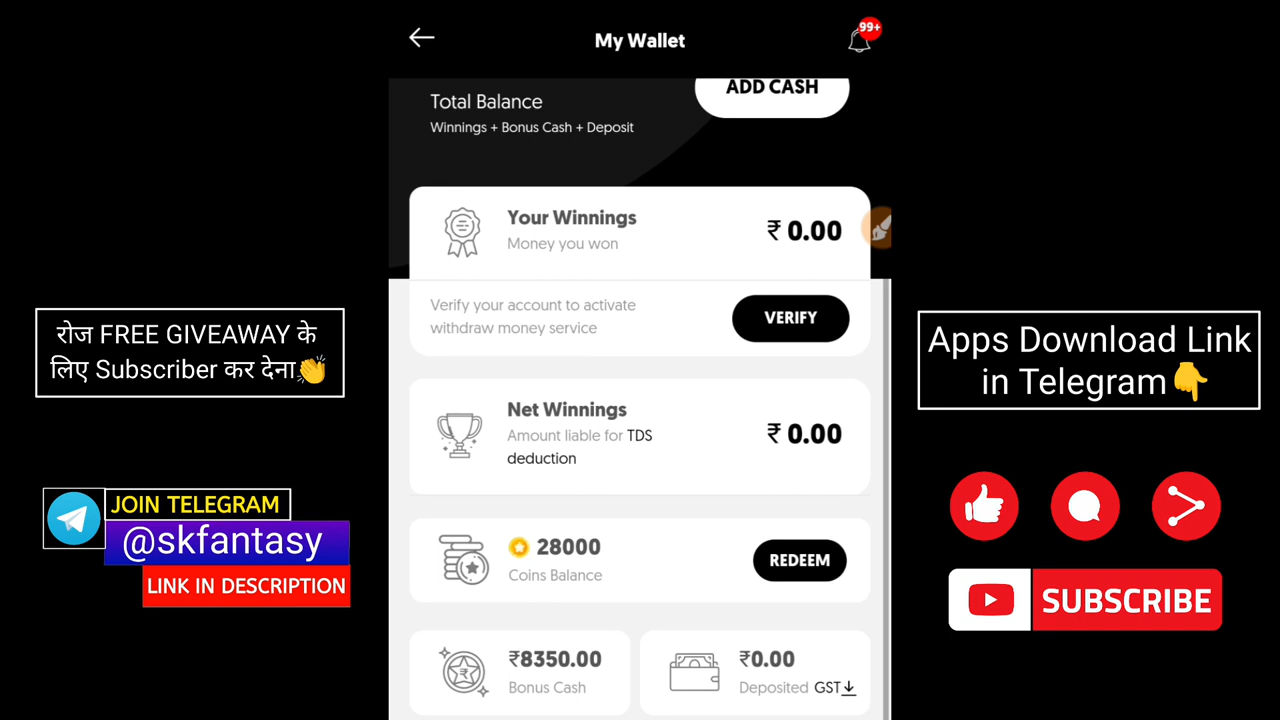 My Wallet
99+
ADD CASH
Total Balance
Winnings + Bonus Cash + Deposit
Your Winnings
Money you won
₹ 0.00
Verify your account to activate
withdraw money service
VERIFY
Net Winnings
Amount liable for TDS
deduction
₹ 0.00
28000
Coins Balance
REDEEM
₹8350.00
Bonus Cash
₹0.00
Deposited GST
रोज FREE GIVEAWAY के
लिए Subscriber कर देना👏
JOIN TELEGRAM
@skfantasy
LINK IN DESCRIPTION
Apps Download Link
in Telegram👇
SUBSCRIBE